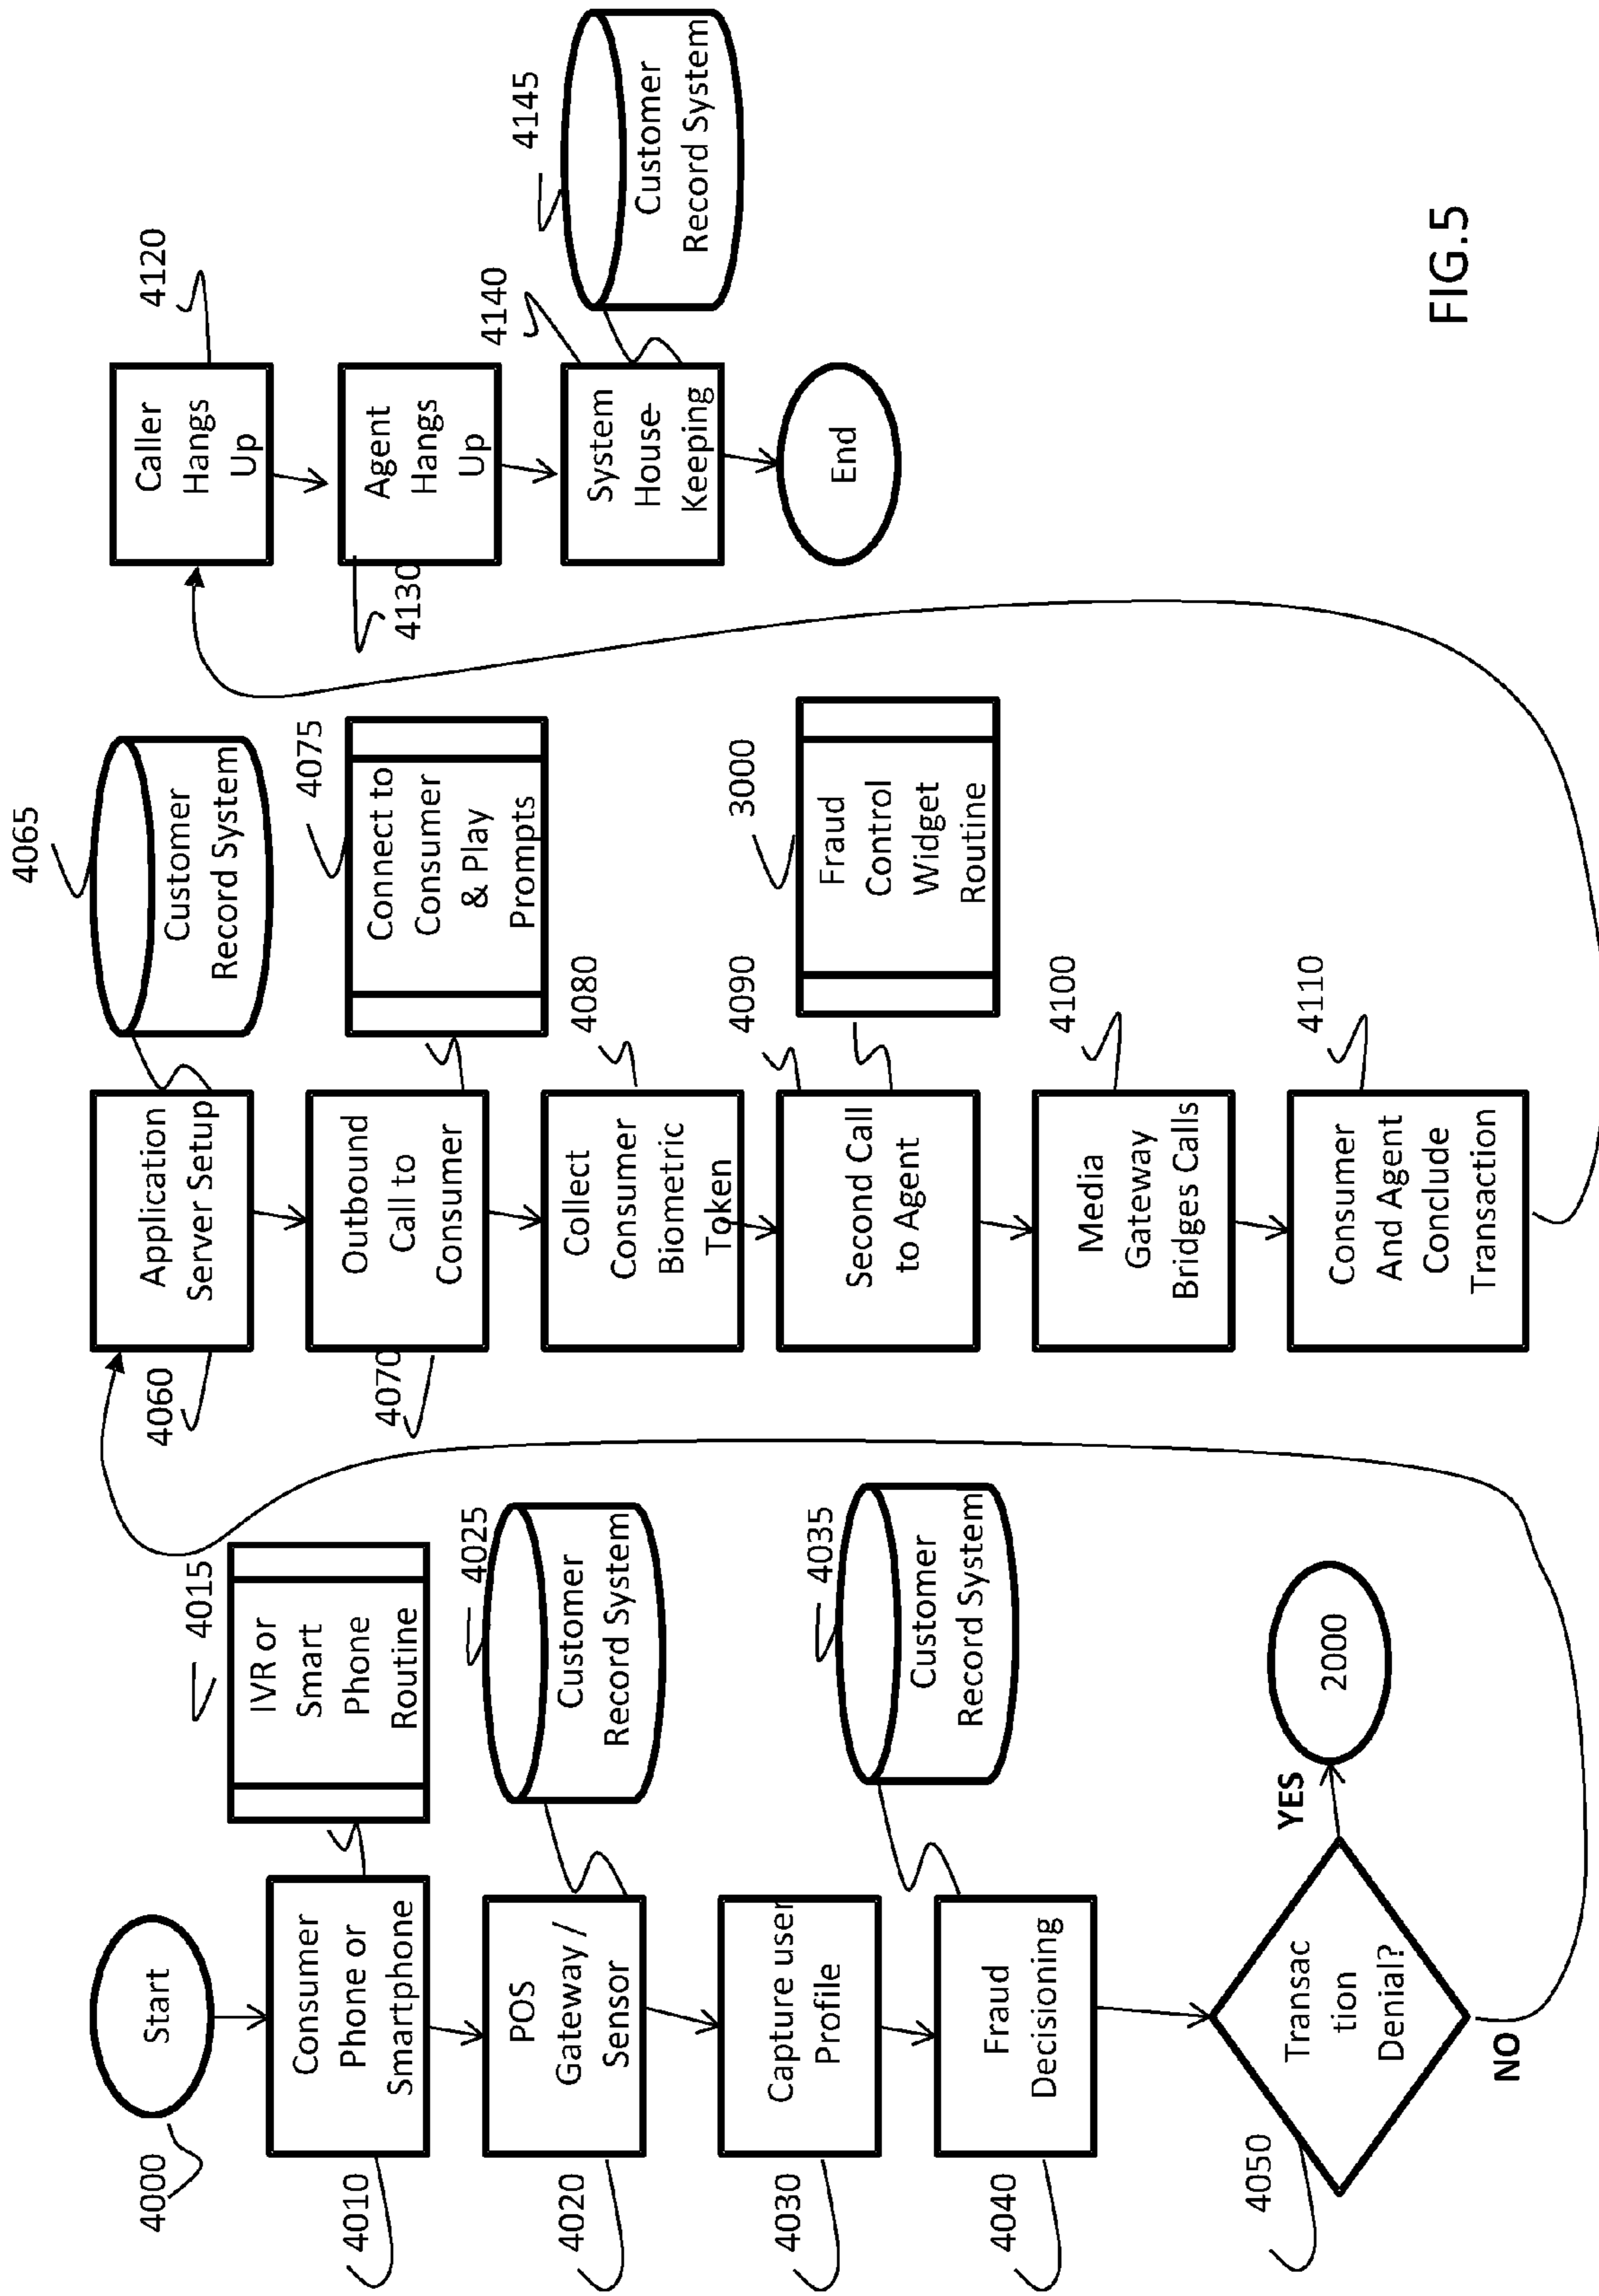 Start
4000
Consumer
Phone or
Smartphone
4010
IVR or
Smart
Phone
Routine
4015
POS
Gateway /
Sensor
4020
Customer
Record System
4025
Capture user
Profile
4030
Fraud
Decisioning
4040
Customer
Record System
4035
Transac
tion
Denial?
4050
YES
2000
NO
Application
Server Setup
4060
Customer
Record System
4065
Outbound
Call to
Consumer
4070
Connect to
Consumer
& Play
Prompts
4075
Collect
Consumer
Biometric
Token
4080
Second Call
to Agent
4090
Fraud
Control
Widget
Routine
3000
Media
Gateway
Bridges Calls
4100
Consumer
And Agent
Conclude
Transaction
4110
Caller
Hangs
Up
4120
Agent
Hangs
Up
4130
System
House-
Keeping
4140
Customer
Record System
4145
End
FIG.5